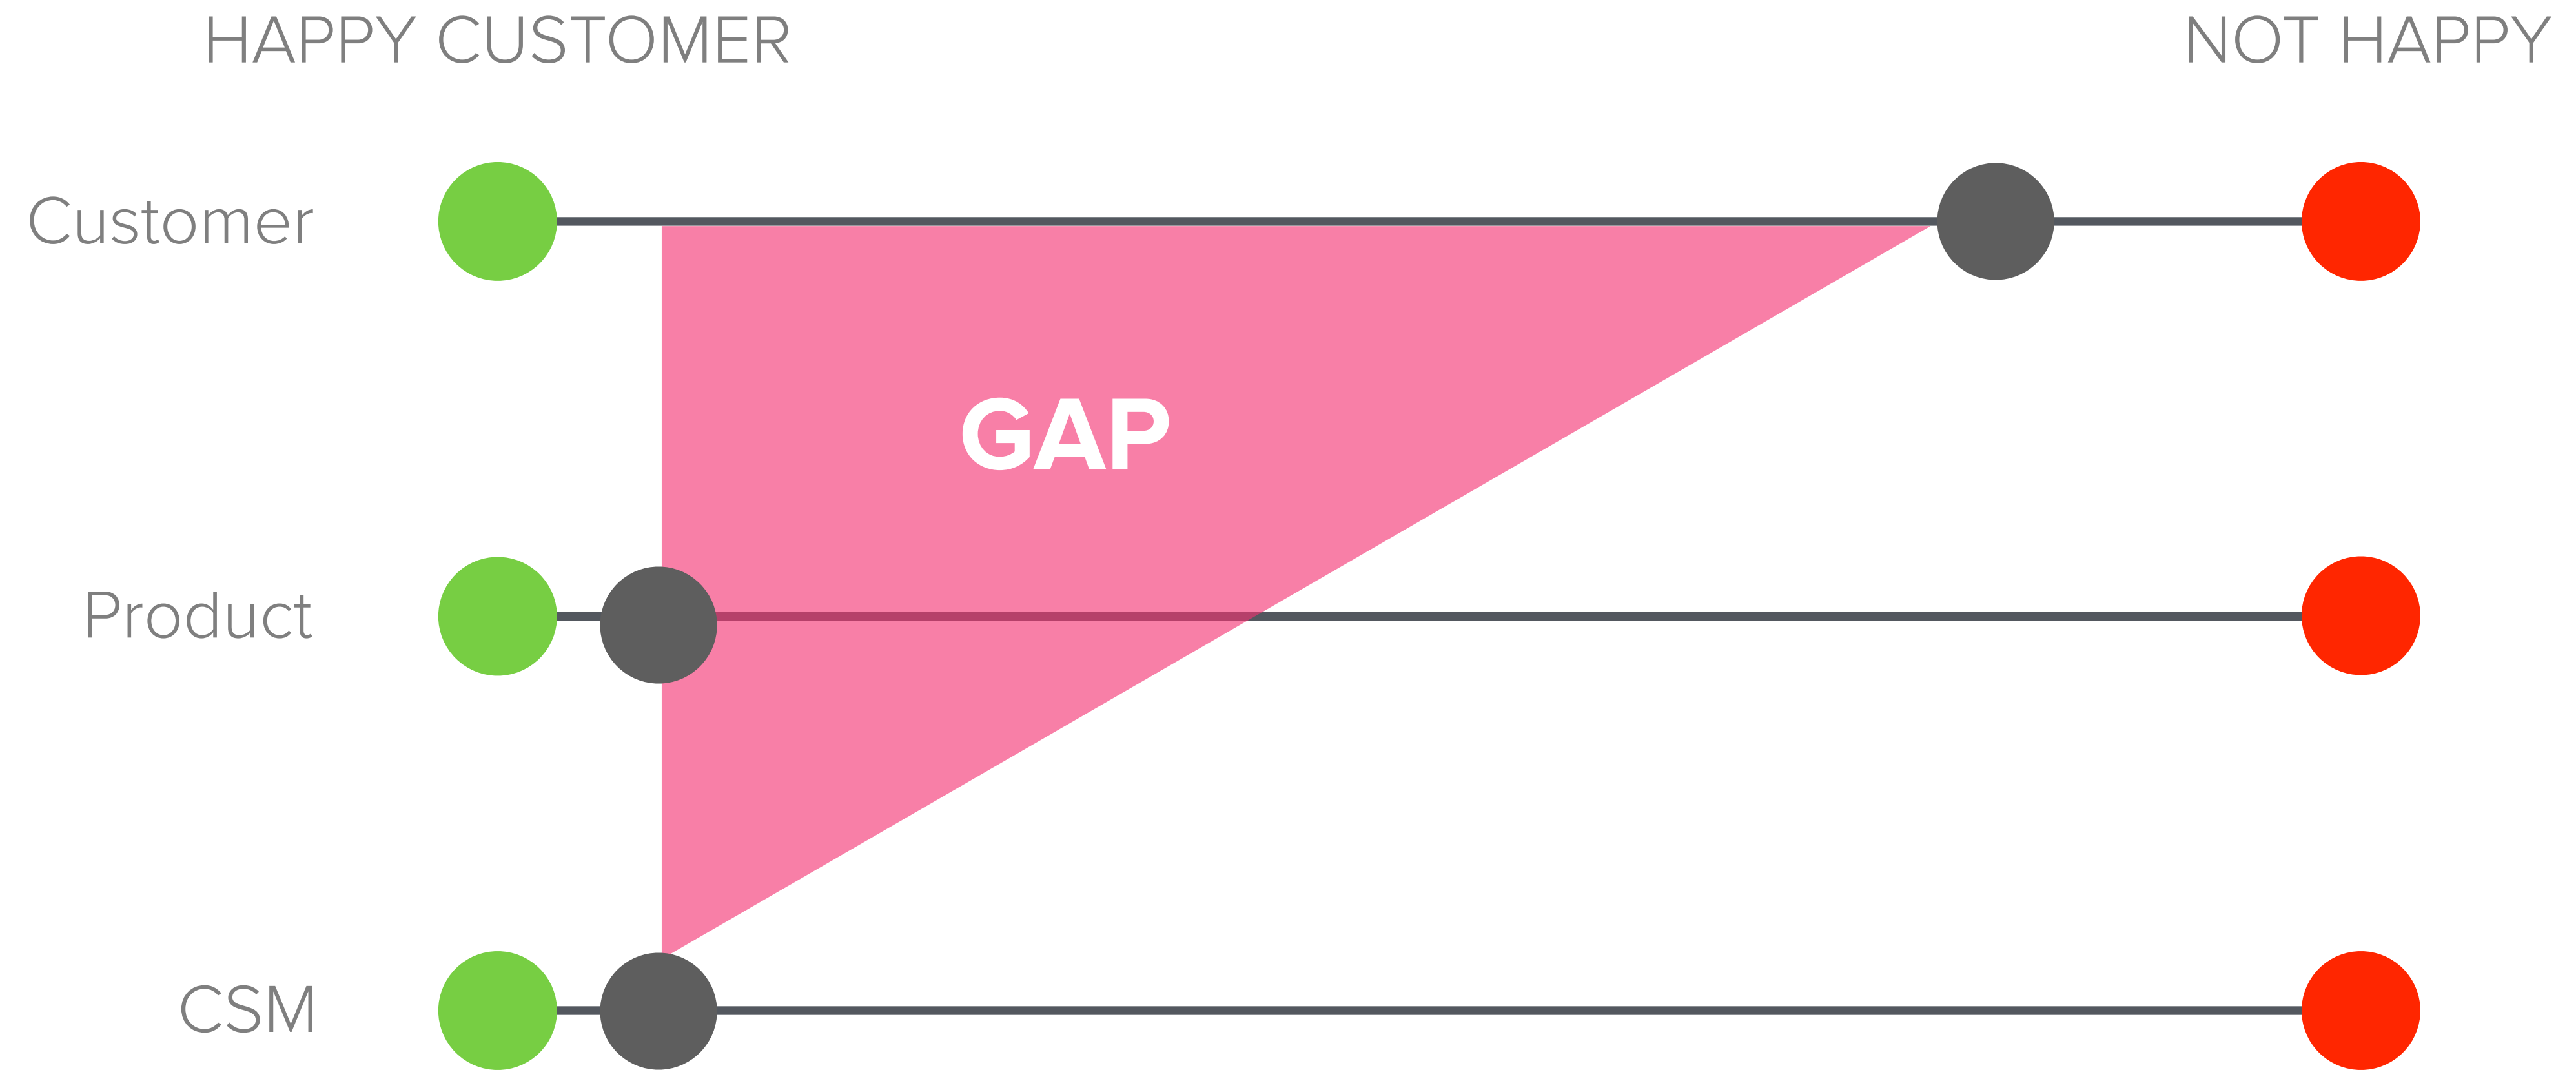 HAPPY CUSTOMER
NOT HAPPY
Customer
GAP
Product
CSM